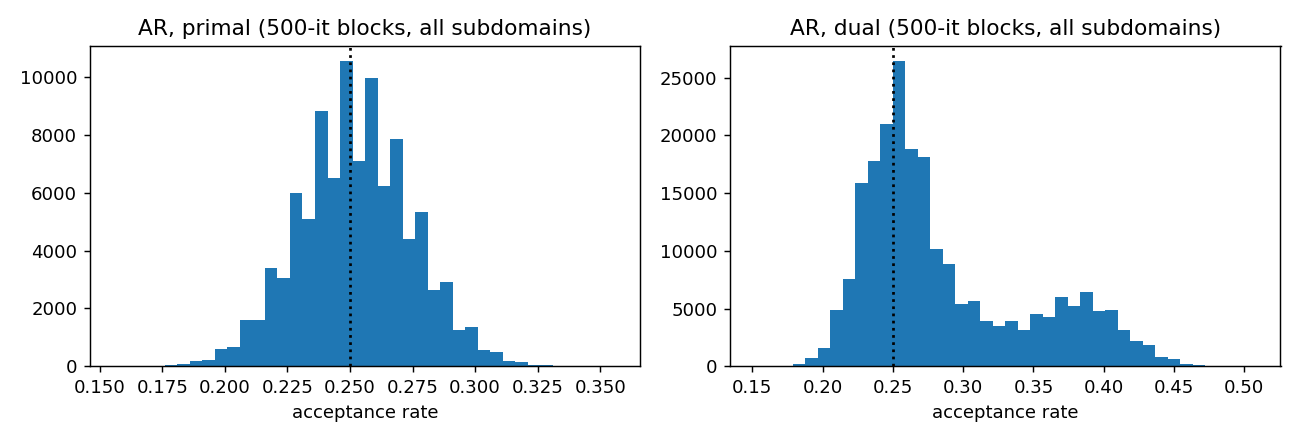 AR, primal (500-it blocks, all subdomains)
10000
8000
6000
4000
2000
0
0.150 0.175 0.200 0.225 0.250 0.275 0.300 0.325 0.350
acceptance rate
AR, dual (500-it blocks, all subdomains)
25000
20000
15000
10000
5000
0
0.15 0.20 0.25 0.30 0.35 0.40 0.45 0.50
acceptance rate